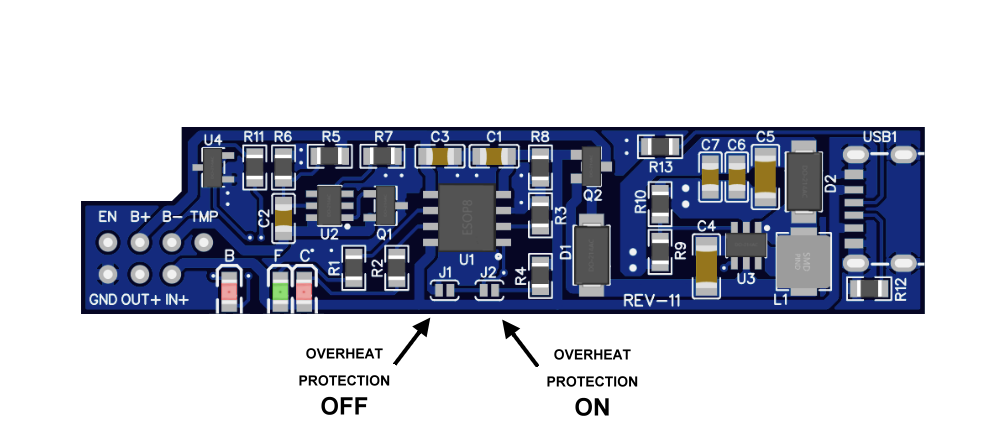 U4 R11 R6 R5 R7 C3 C1 R8 R13 C7 C6 C5 USB1
Q2 D2
EN B+ B- TMP C2 U2 Q1 ESOP8 R3 R10
U1 D1 C4 R9 U3
B F C R1 R2 J1 J2 R4 SMD L1 R12
GND OUT+ IN+ REV-11
OVERHEAT
PROTECTION
OFF
OVERHEAT
PROTECTION
ON